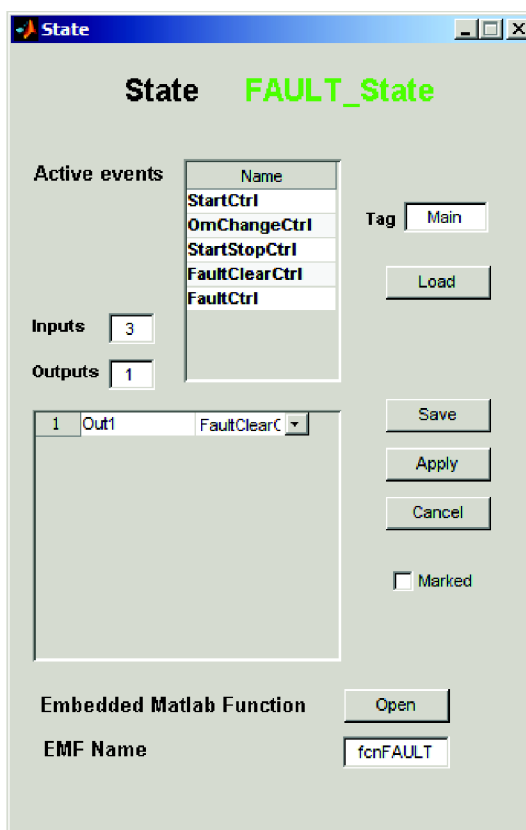 State
State FAULT_State
Active events
Name
StartCtrl
OmChangeCtrl
StartStopCtrl
FaultClearCtrl
FaultCtrl
Tag Main
Load
Inputs 3
Outputs 1
1 Out1 FaultClearC
Save
Apply
Cancel
Marked
Embedded Matlab Function Open
EMF Name fcnFAULT